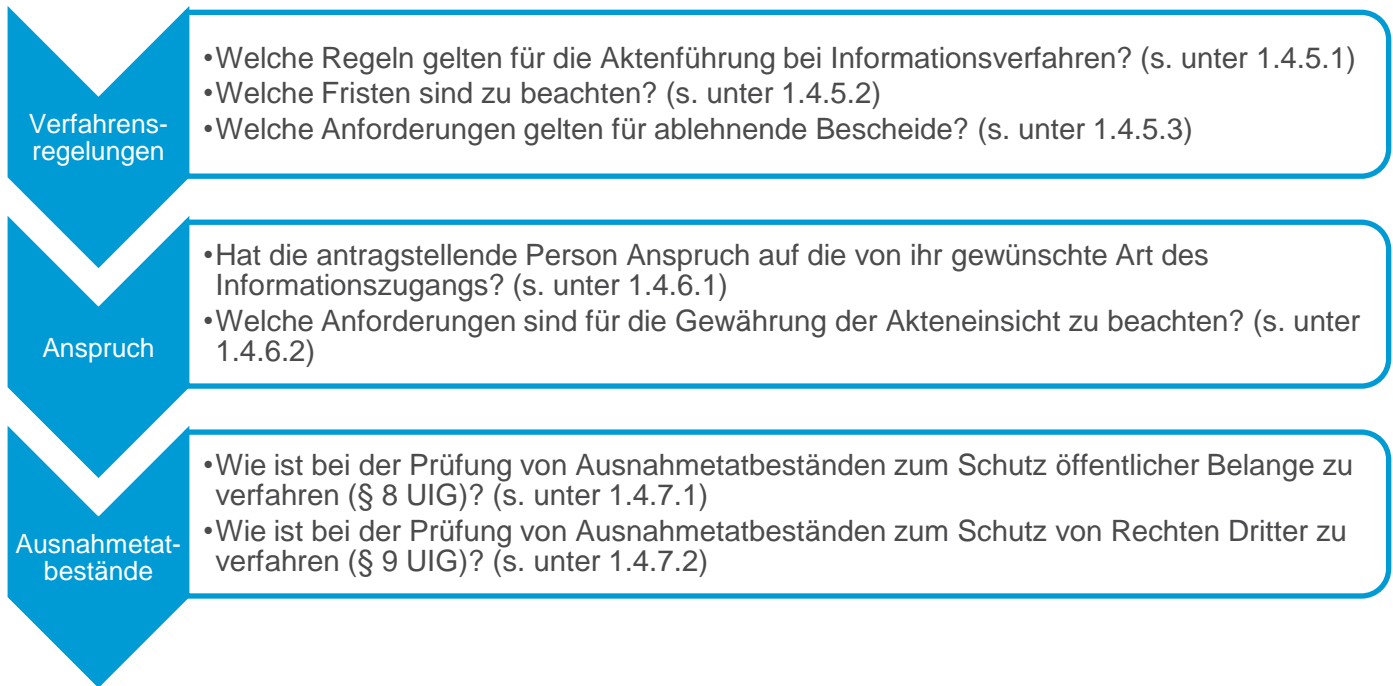 Verfahrens-
regelungen
•Welche Regeln gelten für die Aktenführung bei Informationsverfahren? (s. unter 1.4.5.1)
•Welche Fristen sind zu beachten? (s. unter 1.4.5.2)
•Welche Anforderungen gelten für ablehnende Bescheide? (s. unter 1.4.5.3)
Anspruch
•Hat die antragstellende Person Anspruch auf die von ihr gewünschte Art des
Informationszugangs? (s. unter 1.4.6.1)
•Welche Anforderungen sind für die Gewährung der Akteneinsicht zu beachten? (s. unter
1.4.6.2)
Ausnahmetat-
bestände
•Wie ist bei der Prüfung von Ausnahmetatbeständen zum Schutz öffentlicher Belange zu
verfahren (§ 8 UIG)? (s. unter 1.4.7.1)
•Wie ist bei der Prüfung von Ausnahmetatbeständen zum Schutz von Rechten Dritter zu
verfahren (§ 9 UIG)? (s. unter 1.4.7.2)